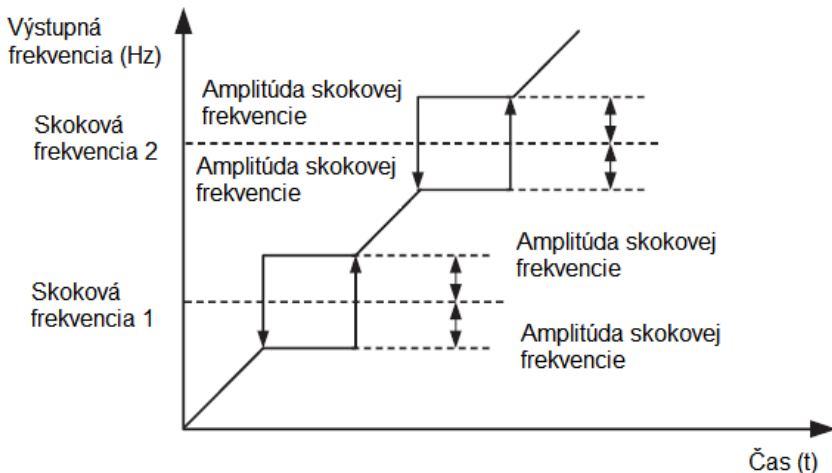 Výstupná
frekvencia (Hz)
Amplitúda skokovej
frekvencie
Skoková
frekvencia 2
Amplitúda skokovej
frekvencie
Amplitúda skokovej
frekvencie
Skoková
frekvencia 1
Amplitúda skokovej
frekvencie
Čas (t)